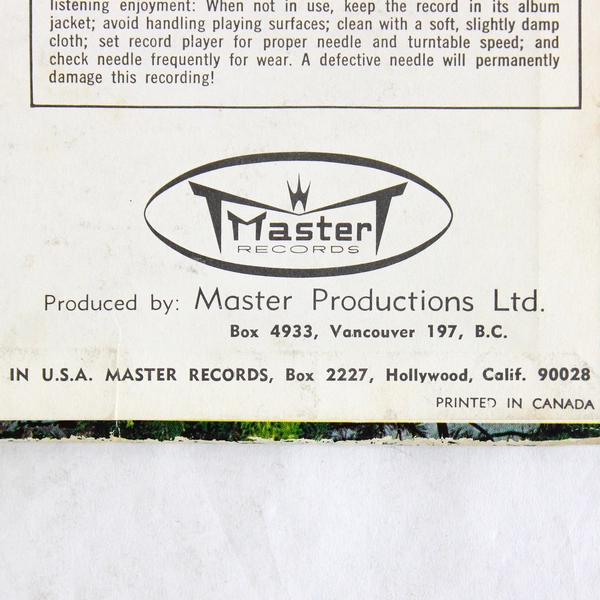 listening enjoyment: When not in use, keep the record in its album
jacket; avoid handling playing surfaces; clean with a soft, slightly damp
cloth; set record player for proper needle and turntable speed; and
check needle frequently for wear. A defective needle will permanently
damage this recording!
Master
RECORDS
Produced by: Master Productions Ltd.
Box 4933, Vancouver 197, B.C.
IN U.S.A. MASTER RECORDS, Box 2227, Hollywood, Calif. 90028
PRINTED IN CANADA